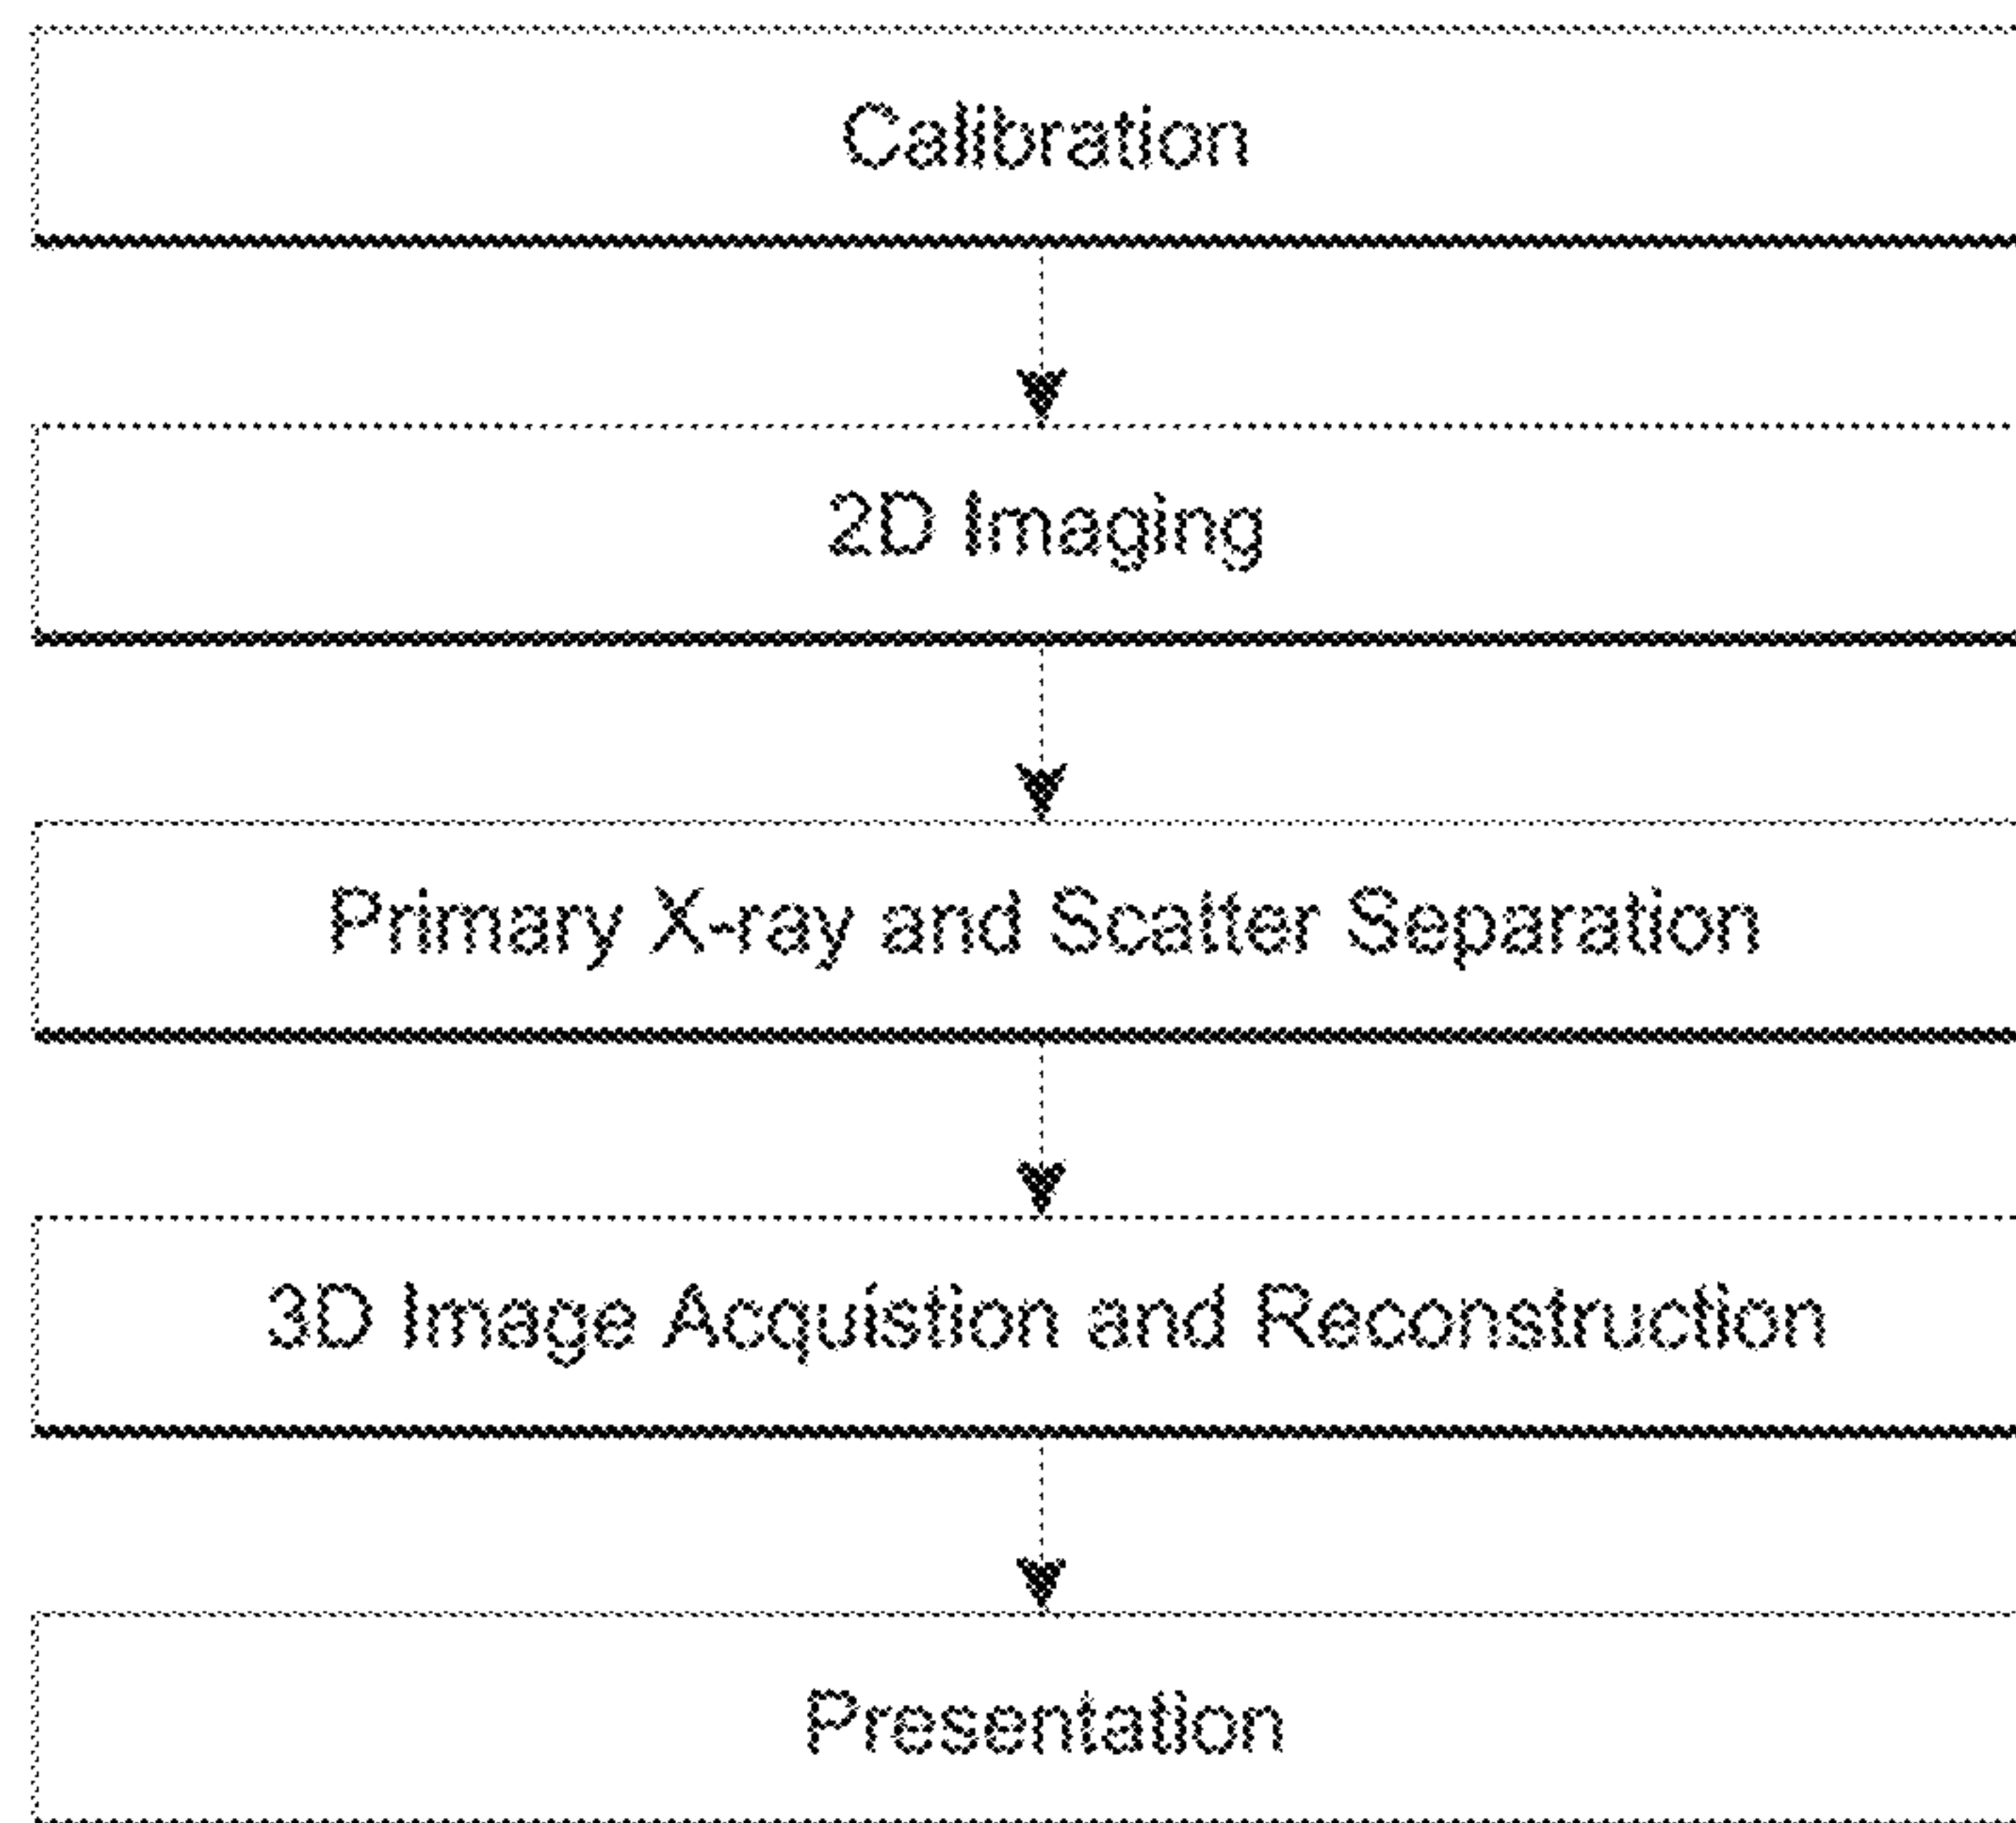 Calibration
2D Imaging
Primary X-ray and Scatter Separation
3D Image Acquistion and Reconstruction
Presentation